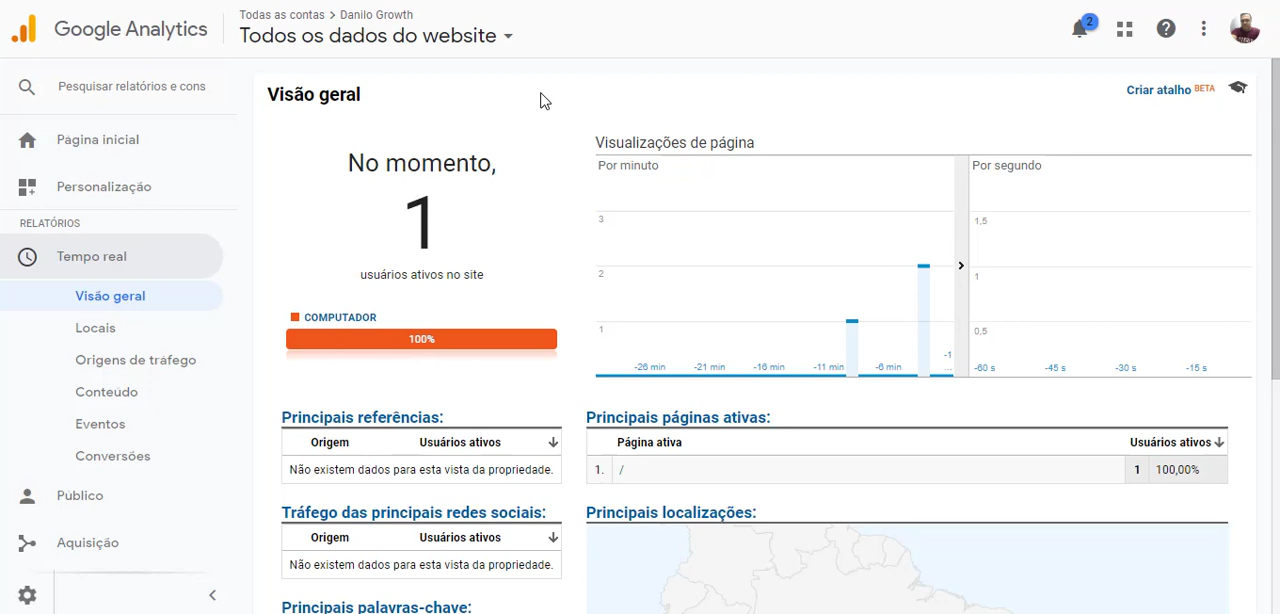 Google Analytics
Todas as contas > Danilo Growth
Todos os dados do website
2
Pesquisar relatórios e cons
Página inicial
Personalização
RELATÓRIOS
Tempo real
Visão geral
Locais
Origens de tráfego
Conteúdo
Eventos
Conversões
Público
Aquisição
Visão geral
Criar atalho BETA
No momento,
1
usuários ativos no site
COMPUTADOR
100%
Visualizações de página
Por minuto
Por segundo
3
2
1
-26 min
-21 min
-16 min
-11 min
-6 min
-1
...
1,5
1
0,5
-60 s
-45 s
-30 s
-15 s
Principais referências:
Origem Usuários ativos
Não existem dados para esta vista da propriedade.
Principais páginas ativas:
Página ativa Usuários ativos
1. / 1 100,00%
Tráfego das principais redes sociais:
Origem Usuários ativos
Não existem dados para esta vista da propriedade.
Principais localizações:
Principais palavras-chave: